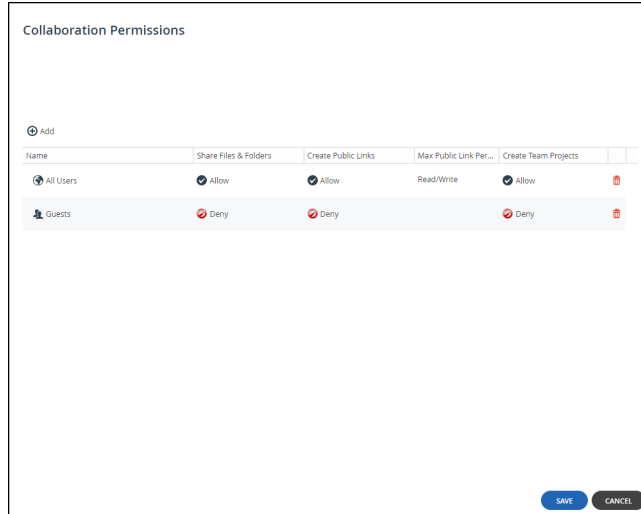 Collaboration Permissions
Add
Name Share Files & Folders Create Public Links Max Public Link Per... Create Team Projects
All Users Allow Allow Read/Write Allow
Guests Deny Deny Deny
SAVE CANCEL